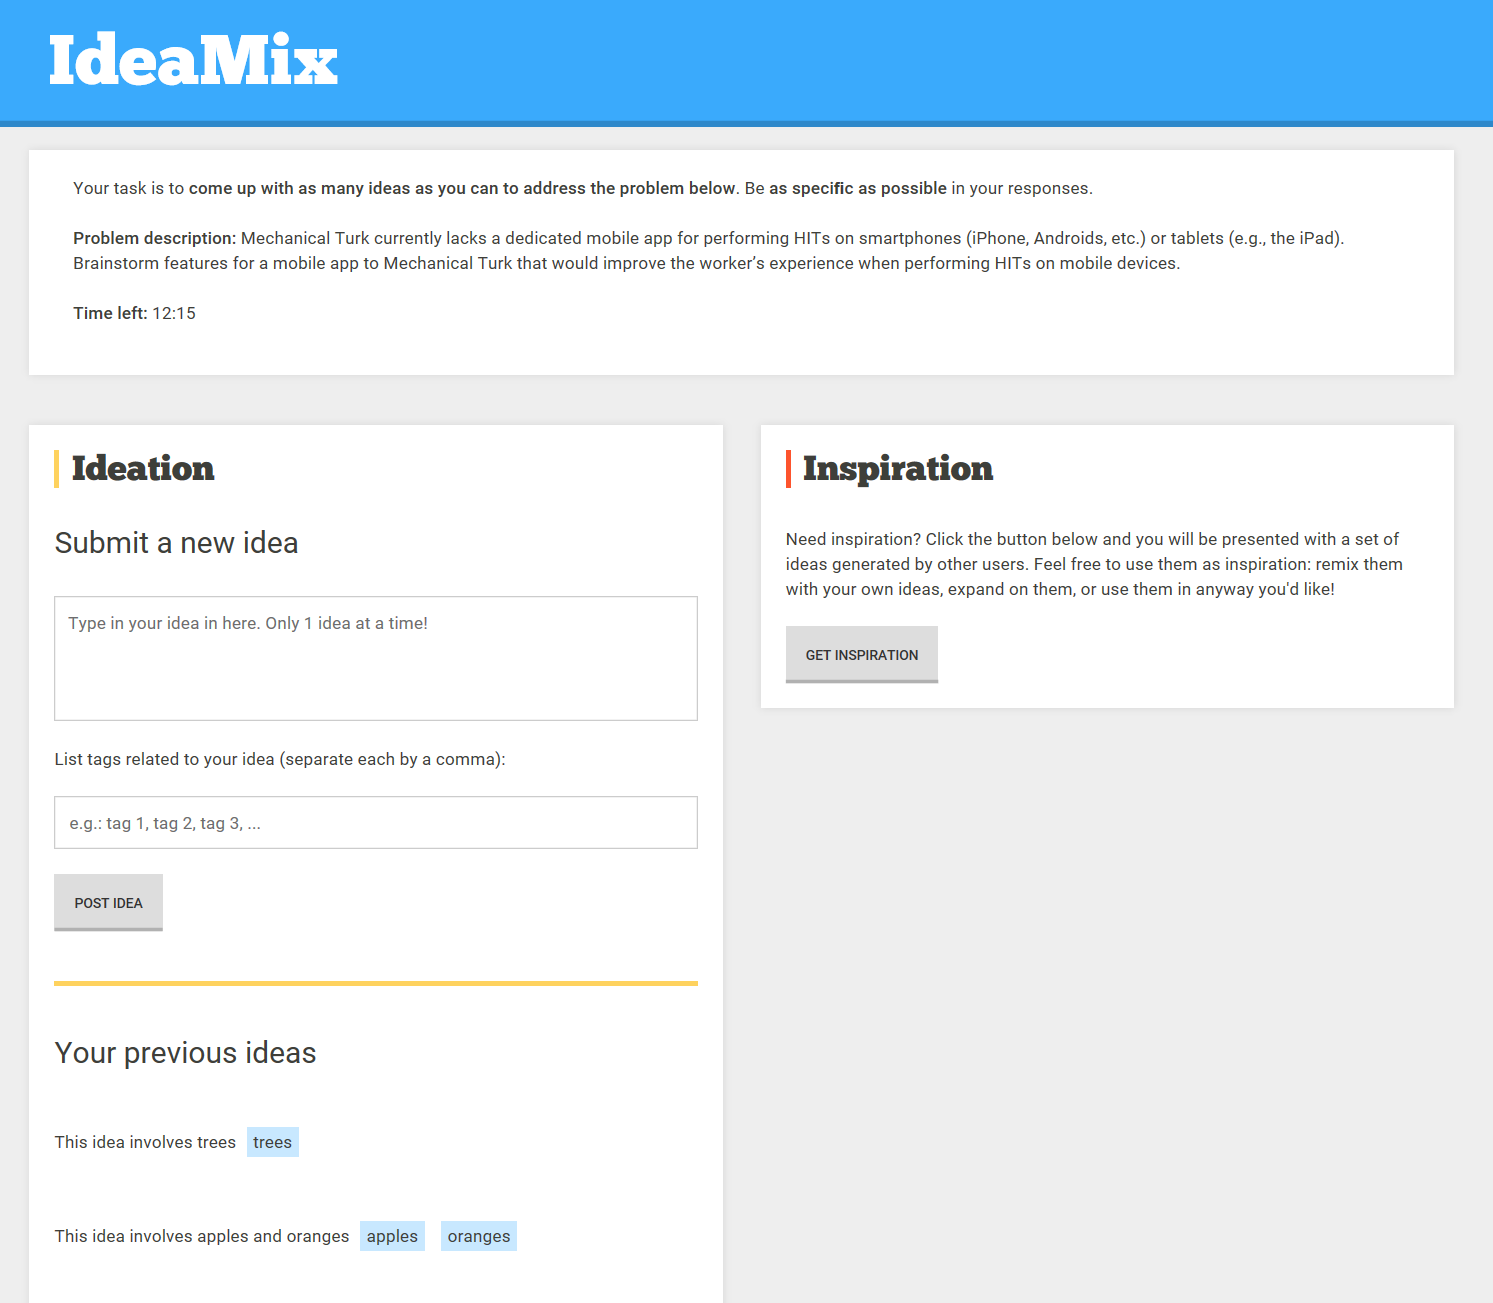 IdeaMix
Your task is to come up with as many ideas as you can to address the problem below. Be as specific as possible in your responses.
Problem description: Mechanical Turk currently lacks a dedicated mobile app for performing HITs on smartphones (iPhone, Androids, etc.) or tablets (e.g., the iPad).
Brainstorm features for a mobile app to Mechanical Turk that would improve the worker’s experience when performing HITs on mobile devices.
Time left: 12:15
Ideation
Submit a new idea
Type in your idea in here. Only 1 idea at a time!
List tags related to your idea (separate each by a comma):
e.g.: tag 1, tag 2, tag 3, ...
POST IDEA
Your previous ideas
This idea involves trees trees
This idea involves apples and oranges apples oranges
Inspiration
Need inspiration? Click the button below and you will be presented with a set of
ideas generated by other users. Feel free to use them as inspiration: remix them
with your own ideas, expand on them, or use them in anyway you'd like!
GET INSPIRATION